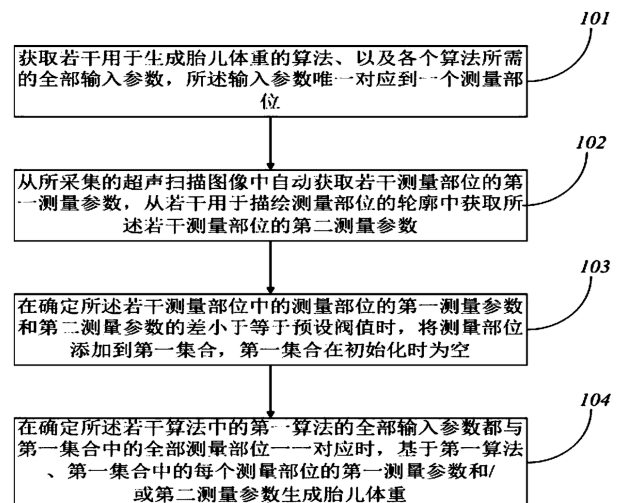 101
获取若干用于生成胎儿体重的算法、以及各个算法所需
的全部输入参数，所述输入参数唯一对应到一个测量部
位
102
从所采集的超声扫描图像中自动获取若干测量部位的第
一测量参数，从若干用于描绘测量部位的轮廓中获取所
述若干测量部位的第二测量参数
103
在确定所述若干测量部位中的测量部位的第一测量参数
和第二测量参数的差小于等于预设阀值时，将测量部位
添加到第一集合，第一集合在初始化时为空
104
在确定所述若干算法中的第一算法的全部输入参数都与
第一集合中的全部测量部位一一对应时，基于第一算法
、第一集合中的每个测量部位的第一测量参数和/
或第二测量参数生成胎儿体重